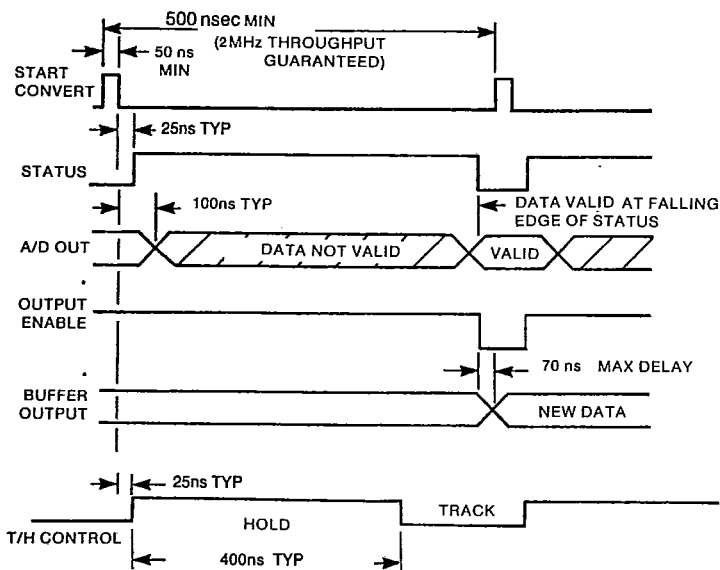 500 nsec MIN
(2MHz THROUGHPUT
GUARANTEED)
50 ns
MIN
START
CONVERT
25ns TYP
STATUS
100ns TYP
DATA VALID AT FALLING
EDGE OF STATUS
A/D OUT
DATA NOT VALID
VALID
OUTPUT
ENABLE
70 ns MAX DELAY
BUFFER
OUTPUT
NEW DATA
25ns TYP
T/H CONTROL
HOLD
TRACK
400ns TYP